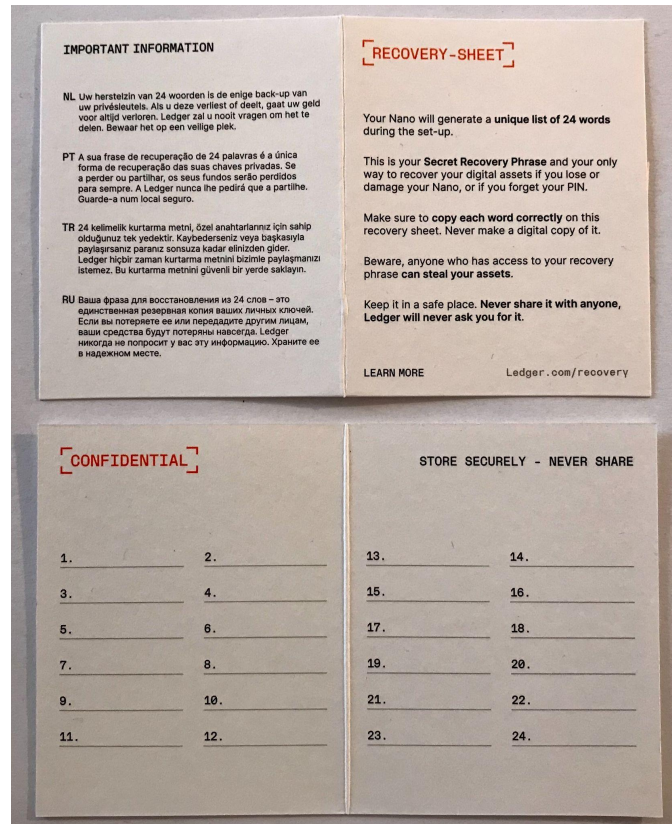 IMPORTANT INFORMATION
NL Uw herstelzin van 24 woorden is de enige back-up van
uw privésleutels. Als u deze verliest of deelt, gaat uw geld
voor altijd verloren. Ledger zal u nooit vragen om het te
delen. Bewaar het op een veilige plek.
PT A sua frase de recuperação de 24 palavras é a única
forma de recuperação das suas chaves privadas. Se
a perder ou partilhar, os seus fundos serão perdidos
para sempre. A Ledger nunca lhe pedirá que a partilhe.
Guarde-a num local seguro.
TR 24 kelimelik kurtarma metni, özel anahtarlarınız için sahip
olduğunuz tek yedektir. Kaybederseniz veya başkasıyla
paylaşırsanız paranız sonsuza kadar elinizden gider.
Ledger hiçbir zaman kurtarma metnini bizimle paylaşmanızı
istemez. Bu kurtarma metnini güvenli bir yerde saklayın.
RU Ваша фраза для восстановления из 24 слов – это
единственная резервная копия ваших личных ключей.
Если вы потеряете ее или передадите другим лицам,
ваши средства будут потеряны навсегда. Ledger
никогда не попросит у вас эту информацию. Храните ее
в надежном месте.
RECOVERY-SHEET
Your Nano will generate a unique list of 24 words
during the set-up.
This is your Secret Recovery Phrase and your only
way to recover your digital assets if you lose or
damage your Nano, or if you forget your PIN.
Make sure to copy each word correctly on this
recovery sheet. Never make a digital copy of it.
Beware, anyone who has access to your recovery
phrase can steal your assets.
Keep it in a safe place. Never share it with anyone,
Ledger will never ask you for it.
LEARN MORE Ledger.com/recovery
CONFIDENTIAL
1. 2.
3. 4.
5. 6.
7. 8.
9. 10.
11. 12.
STORE SECURELY - NEVER SHARE
13. 14.
15. 16.
17. 18.
19. 20.
21. 22.
23. 24.